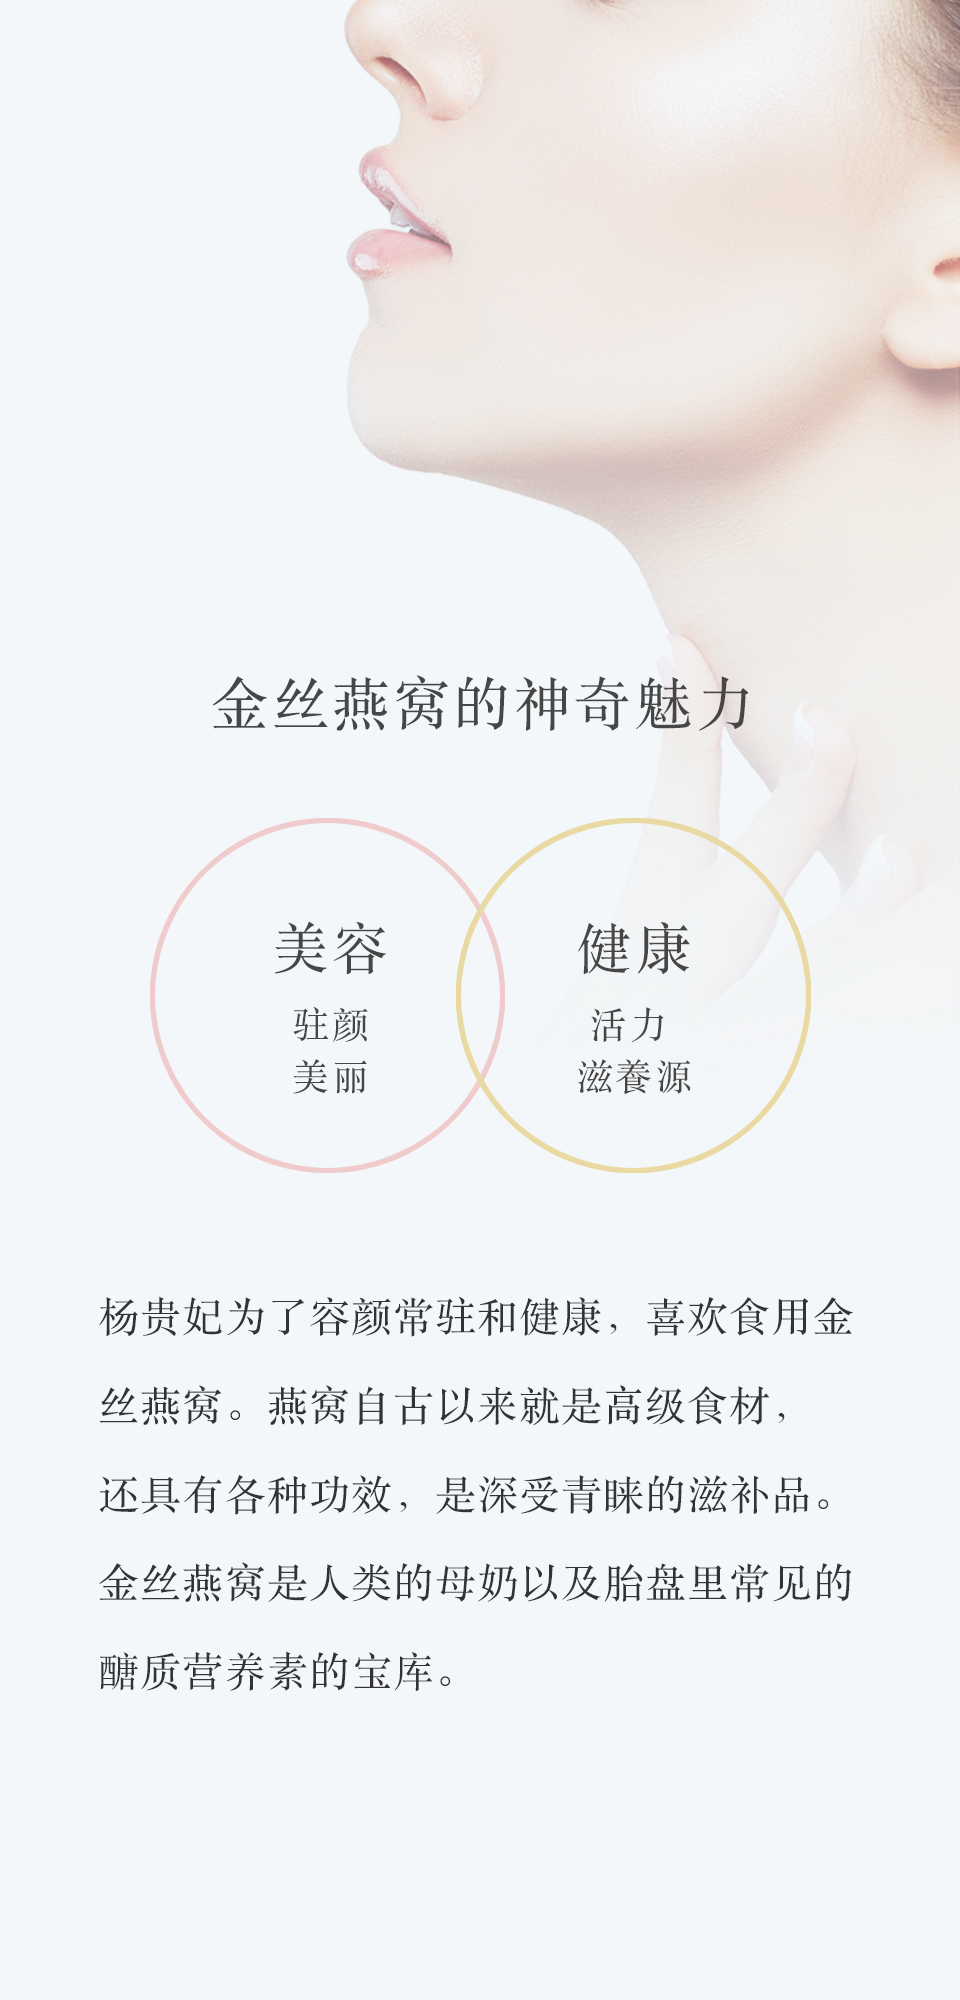 金丝燕窝的神奇魅力
美容
驻颜
美丽
健康
活力
滋養源
杨贵妃为了容颜常驻和健康，喜欢食用金
丝燕窝。燕窝自古以来就是高级食材，
还具有各种功效，是深受青睐的滋补品。
金丝燕窝是人类的母奶以及胎盘里常见的
醣质营养素的宝库。